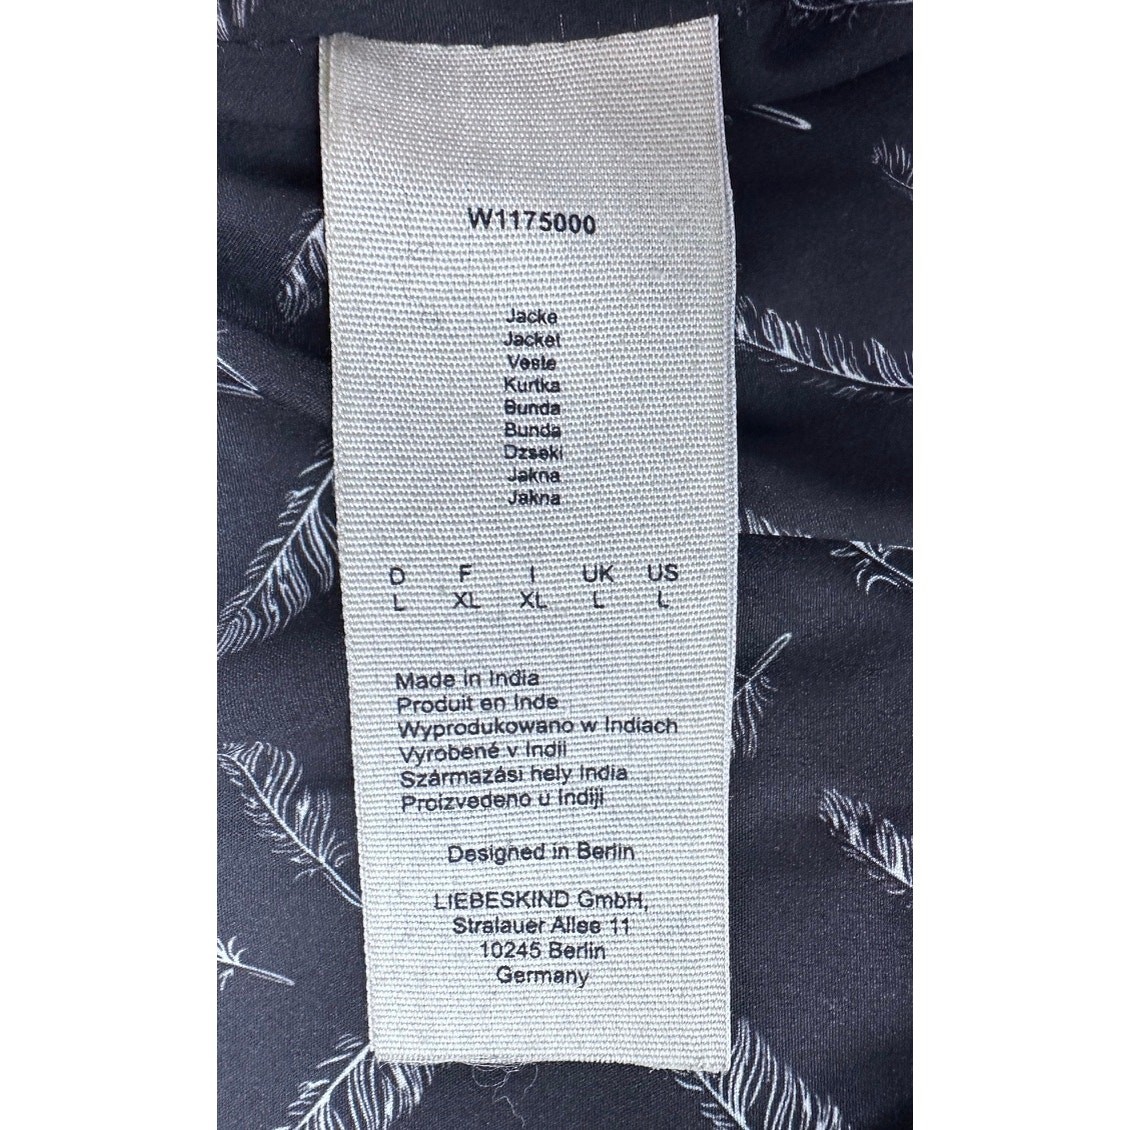 W1175000
Jacke
Jacket
Veste
Kurtka
Bunda
Bunda
Dzseki
Jakna
Jakna
D F I UK US
L XL XL L L
Made in India
Produit en Inde
Wyprodukowano w Indiach
Vyrobené v Indii
Származási hely India
Proizvedeno u Indiji
Designed in Berlin
LIEBESKIND GmbH,
Stralauer Allee 11
10245 Berlin
Germany